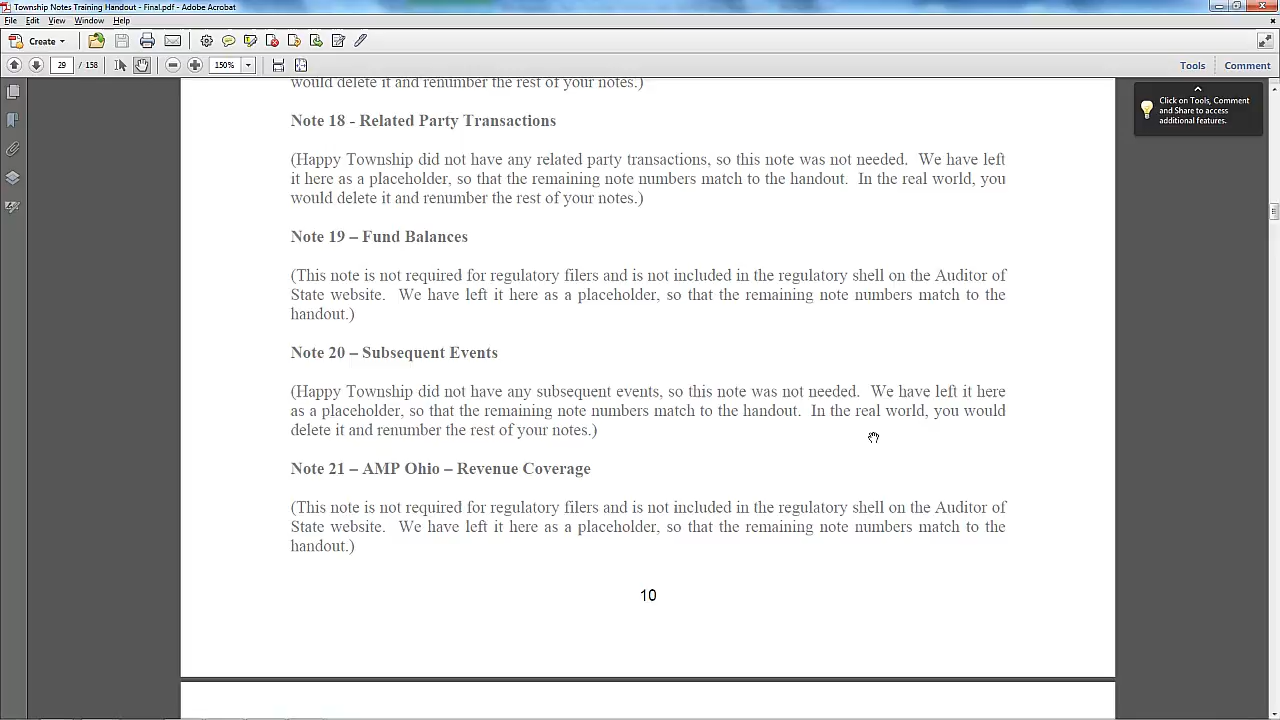 Township Notes Training Handout - Final.pdf - Adobe Acrobat
File Edit View Window Help
Create
29 / 158 150% Tools Comment
Click on Tools, Comment
and Share to access
additional features.
would delete it and renumber the rest of your notes.)
Note 18 - Related Party Transactions
(Happy Township did not have any related party transactions, so this note was not needed. We have left
it here as a placeholder, so that the remaining note numbers match to the handout. In the real world, you
would delete it and renumber the rest of your notes.)
Note 19 – Fund Balances
(This note is not required for regulatory filers and is not included in the regulatory shell on the Auditor of
State website. We have left it here as a placeholder, so that the remaining note numbers match to the
handout.)
Note 20 – Subsequent Events
(Happy Township did not have any subsequent events, so this note was not needed. We have left it here
as a placeholder, so that the remaining note numbers match to the handout. In the real world, you would
delete it and renumber the rest of your notes.)
Note 21 – AMP Ohio – Revenue Coverage
(This note is not required for regulatory filers and is not included in the regulatory shell on the Auditor of
State website. We have left it here as a placeholder, so that the remaining note numbers match to the
handout.)
10